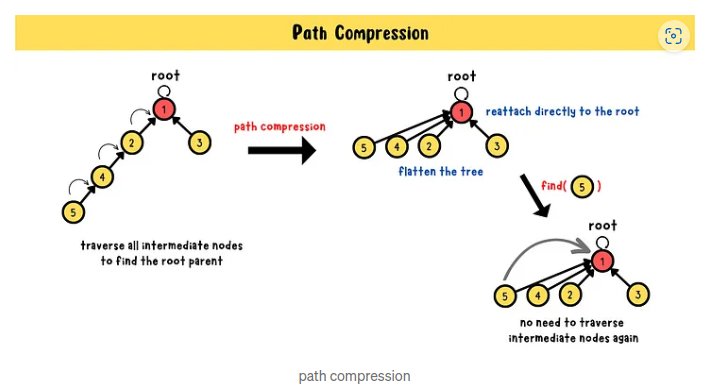 Path Compression
root
1
2
3
4
5
traverse all intermediate nodes
to find the root parent
path compression
root
1
5
4
2
3
reattach directly to the root
flatten the tree
find( 5 )
root
1
5
4
2
3
no need to traverse
intermediate nodes again
path compression